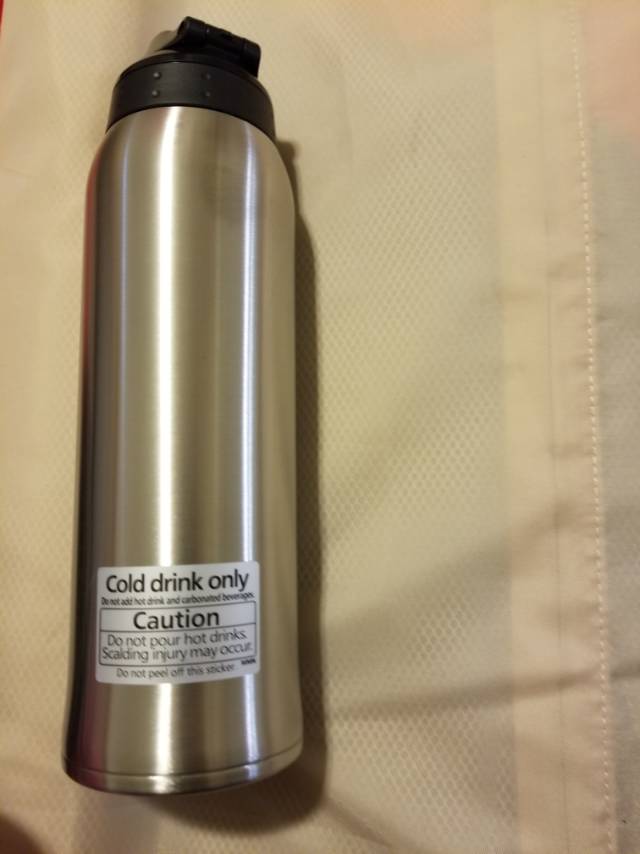 Cold drink only
Do not add hot drink and carbonated beverages.
Caution
Do not pour hot drinks.
Scalding injury may occur.
Do not peel off this sticker